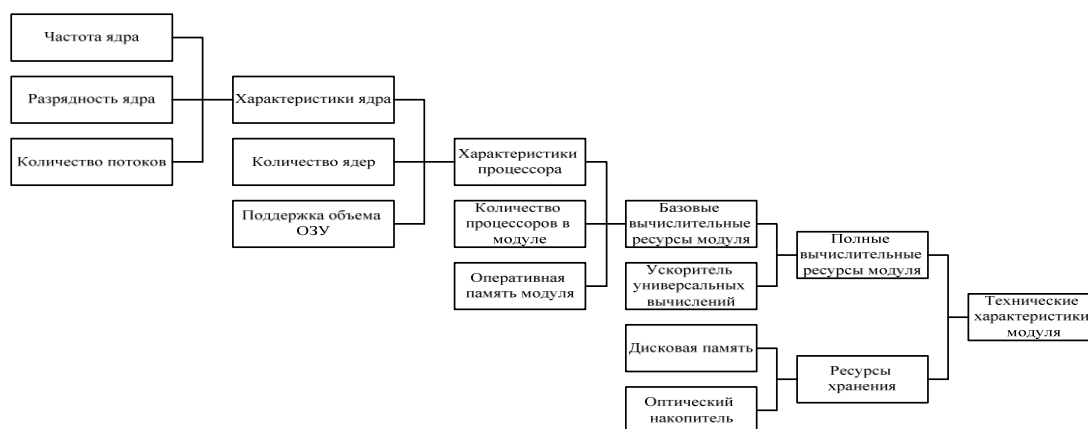 Частота ядра
Разрядность ядра
Количество потоков
Характеристики ядра
Количество ядер
Поддержка объема
ОЗУ
Характеристики
процессора
Количество
процессоров в
модуле
Оперативная
память модуля
Базовые
вычислительные
ресурсы модуля
Ускоритель
универсальных
вычислений
Дисковая память
Оптический
накопитель
Полные
вычислительные
ресурсы модуля
Ресурсы
хранения
Технические
характеристики
модуля